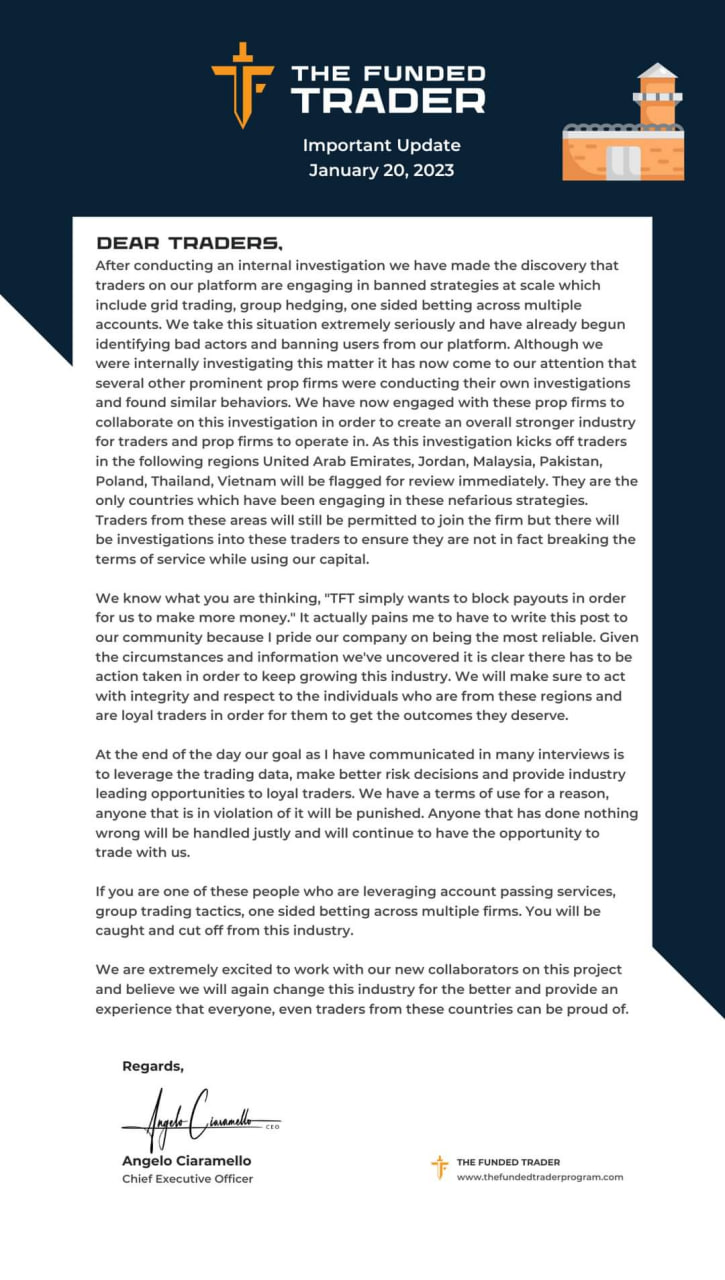 THE FUNDED
TRADER
Important Update
January 20, 2023
DEAR TRADERS,
After conducting an internal investigation we have made the discovery that
traders on our platform are engaging in banned strategies at scale which
include grid trading, group hedging, one sided betting across multiple
accounts. We take this situation extremely seriously and have already begun
identifying bad actors and banning users from our platform. Although we
were internally investigating this matter it has now come to our attention that
several other prominent prop firms were conducting their own investigations
and found similar behaviors. We have now engaged with these prop firms to
collaborate on this investigation in order to create an overall stronger industry
for traders and prop firms to operate in. As this investigation kicks off traders
in the following regions United Arab Emirates, Jordan, Malaysia, Pakistan,
Poland, Thailand, Vietnam will be flagged for review immediately. They are the
only countries which have been engaging in these nefarious strategies.
Traders from these areas will still be permitted to join the firm but there will
be investigations into these traders to ensure they are not in fact breaking the
terms of service while using our capital.
We know what you are thinking, "TFT simply wants to block payouts in order
for us to make more money." It actually pains me to have to write this post to
our community because I pride our company on being the most reliable. Given
the circumstances and information we've uncovered it is clear there has to be
action taken in order to keep growing this industry. We will make sure to act
with integrity and respect to the individuals who are from these regions and
are loyal traders in order for them to get the outcomes they deserve.
At the end of the day our goal as I have communicated in many interviews is
to leverage the trading data, make better risk decisions and provide industry
leading opportunities to loyal traders. We have a terms of use for a reason,
anyone that is in violation of it will be punished. Anyone that has done nothing
wrong will be handled justly and will continue to have the opportunity to
trade with us.
If you are one of these people who are leveraging account passing services,
group trading tactics, one sided betting across multiple firms. You will be
caught and cut off from this industry.
We are extremely excited to work with our new collaborators on this project
and believe we will again change this industry for the better and provide an
experience that everyone, even traders from these countries can be proud of.
Regards,
Angelo Ciaramello CEO
Angelo Ciaramello
Chief Executive Officer
THE FUNDED TRADER
www.thefundedtraderprogram.com